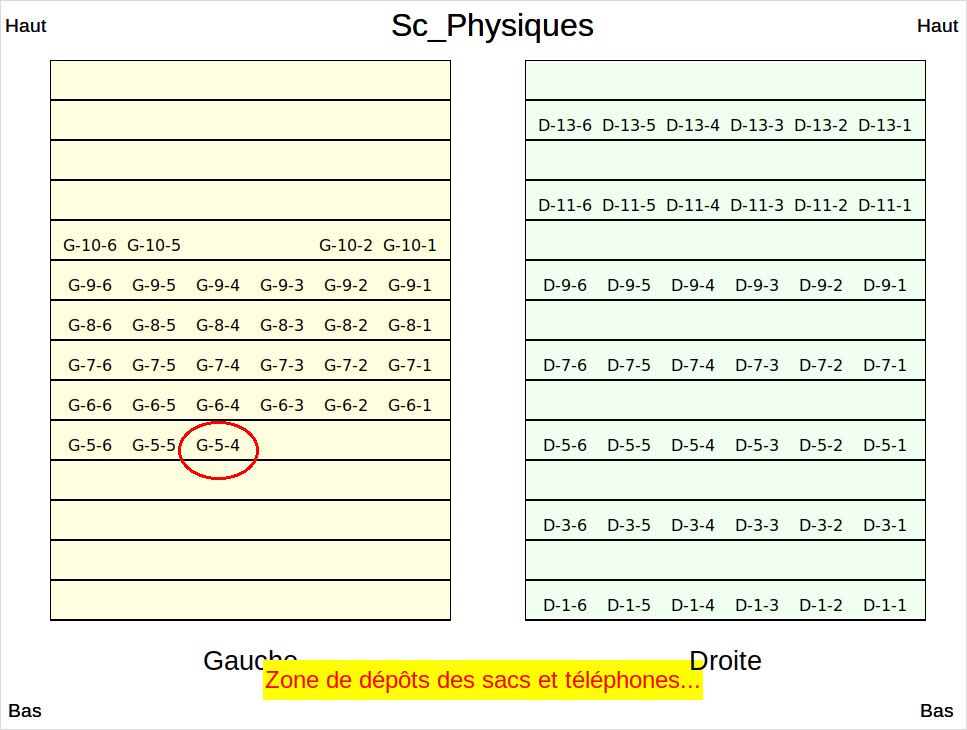 Sc_Physiques
Haut
Haut
D-13-6 D-13-5 D-13-4 D-13-3 D-13-2 D-13-1
D-11-6 D-11-5 D-11-4 D-11-3 D-11-2 D-11-1
G-10-6 G-10-5 G-10-2 G-10-1
G-9-6 G-9-5 G-9-4 G-9-3 G-9-2 G-9-1
D-9-6 D-9-5 D-9-4 D-9-3 D-9-2 D-9-1
G-8-6 G-8-5 G-8-4 G-8-3 G-8-2 G-8-1
G-7-6 G-7-5 G-7-4 G-7-3 G-7-2 G-7-1
D-7-6 D-7-5 D-7-4 D-7-3 D-7-2 D-7-1
G-6-6 G-6-5 G-6-4 G-6-3 G-6-2 G-6-1
G-5-6 G-5-5 G-5-4
D-5-6 D-5-5 D-5-4 D-5-3 D-5-2 D-5-1
D-3-6 D-3-5 D-3-4 D-3-3 D-3-2 D-3-1
D-1-6 D-1-5 D-1-4 D-1-3 D-1-2 D-1-1
Gauche
Droite
Zone de dépôts des sacs et téléphones...
Bas
Bas